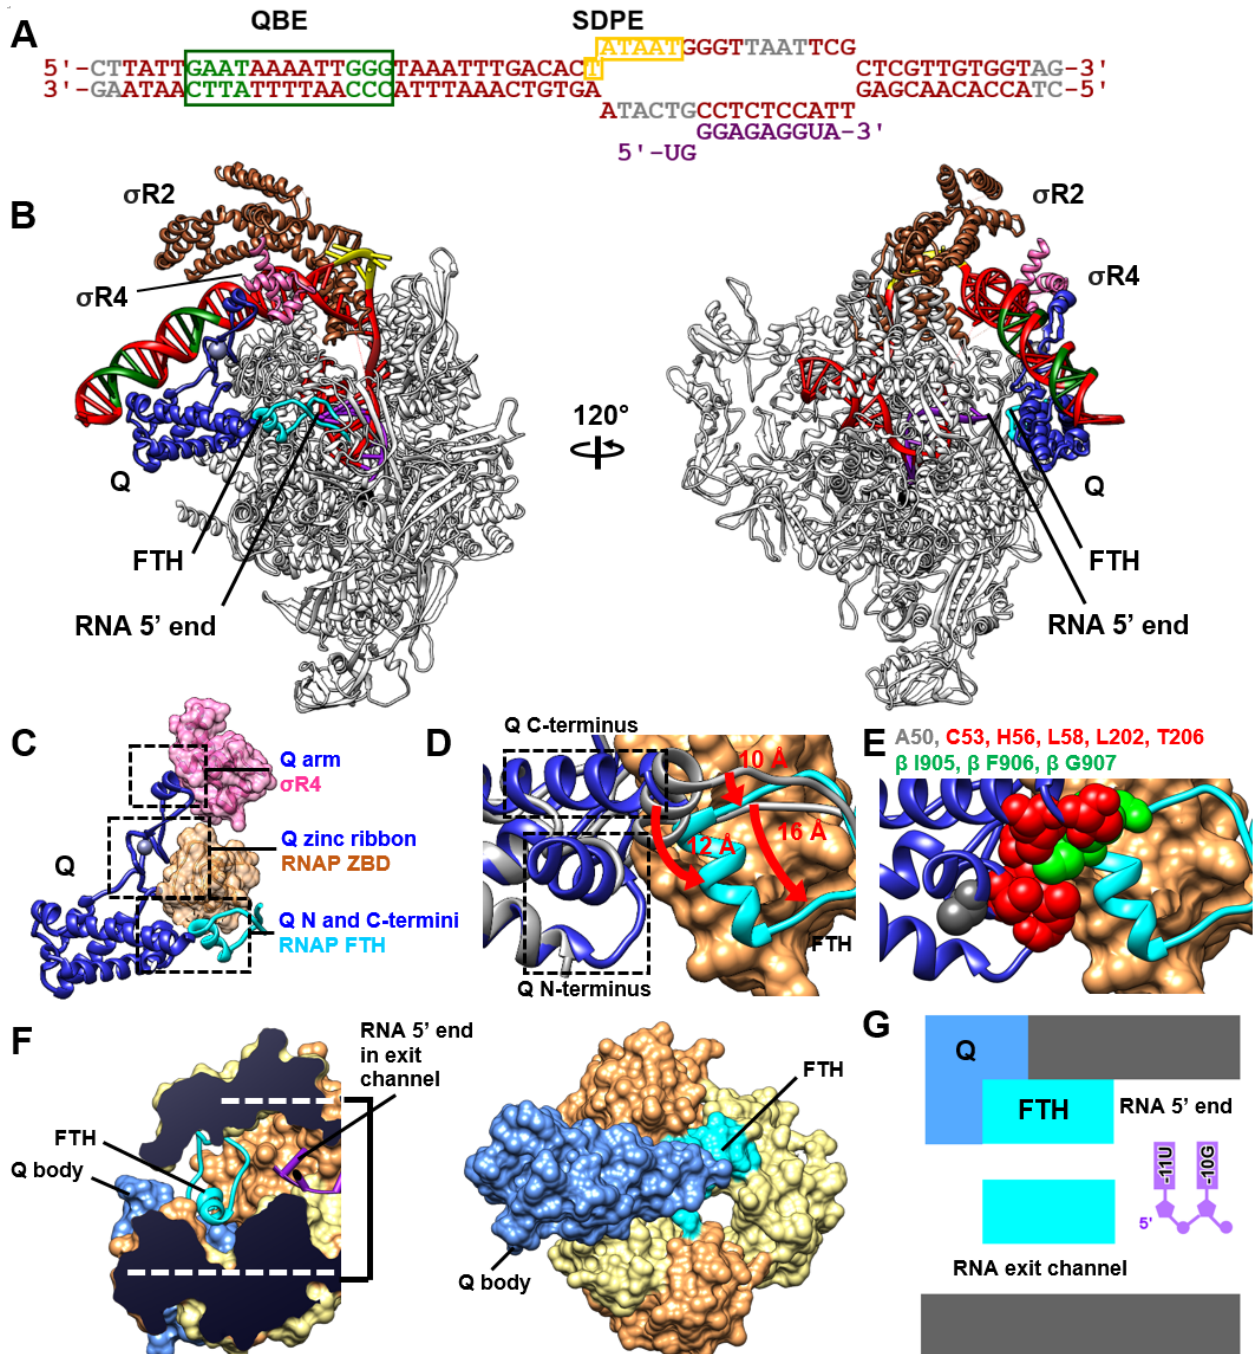 A
QBE
SDPE
ATAATGGGTTAATTCG
5'-CTTATTGAATAAAATTGGGTAAATTTGACACT
CTCGTTGTGGTAG-3'
3'-GAATAACTTATTTTAACCCATTTAAACTGTGA
GAGCAACACCATC-5'
ATACTGCCTCTCCATT
GGAGAGGUA-3'
5'-UG
B
σR2
σR4
Q
FTH
RNA 5’ end
120°
σR2
σR4
Q
FTH
RNA 5’ end
C
Q arm
σR4
Q zinc ribbon
RNAP ZBD
Q
Q N and C-termini
RNAP FTH
D
Q C-terminus
10 Å
12 Å
16 Å
FTH
Q N-terminus
E
A50, C53, H56, L58, L202, T206
β I905, β F906, β G907
F
RNA 5’ end
in exit
channel
FTH
Q body
FTH
Q body
G
Q
FTH
RNA 5’ end
-11U
-10G
5'
RNA exit channel